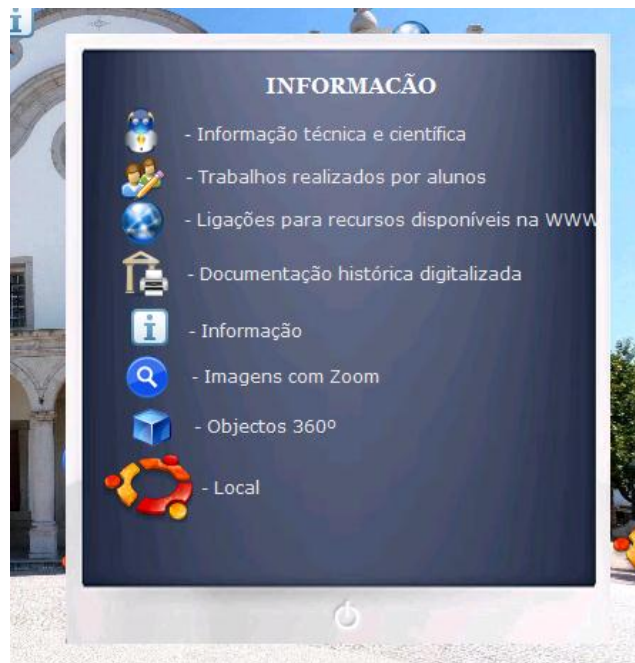 i
INFORMACÃO
- Informação técnica e científica
- Trabalhos realizados por alunos
- Ligações para recursos disponíveis na WWW
- Documentação histórica digitalizada
i
- Informação
- Imagens com Zoom
- Objectos 360º
- Local